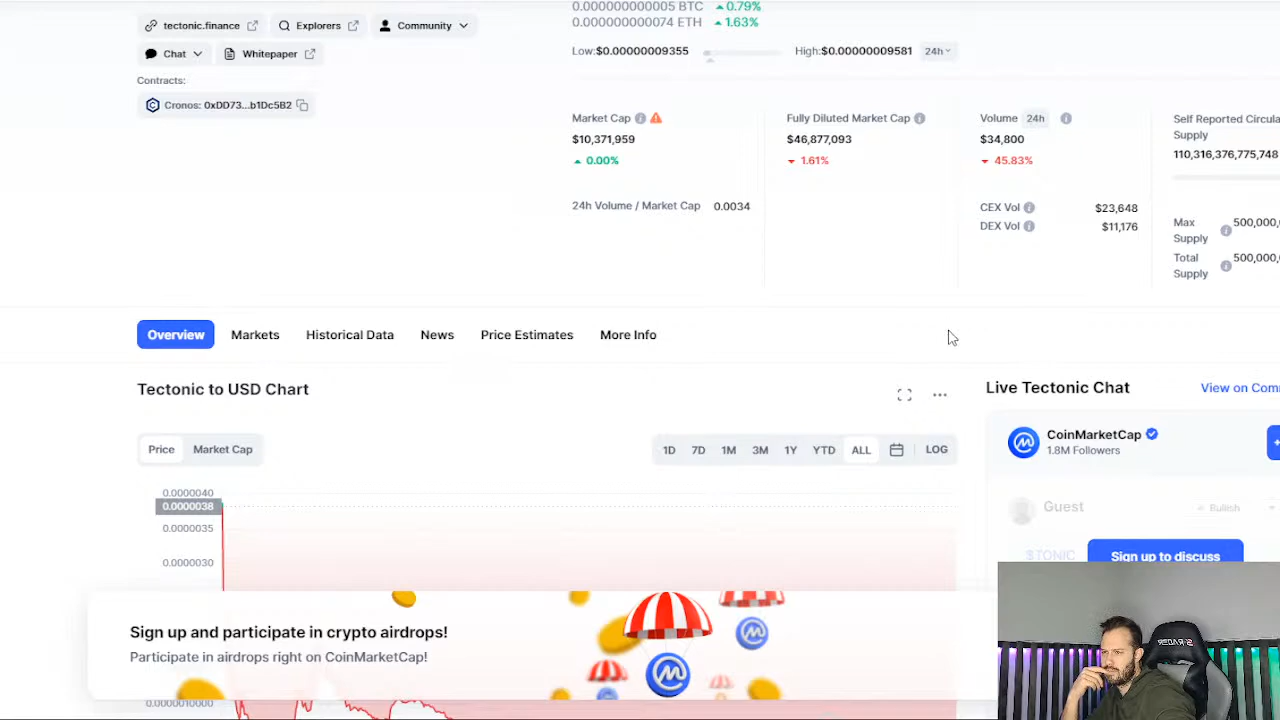 tectonic.finance
Explorers
Community
Chat
Whitepaper
Contracts:
Cronos: 0xDD73...b1Dc5B2
0.000000000005 BTC 0.79%
0.000000000074 ETH 1.63%
Low:$0.00000009355
High:$0.00000009581
24h
Market Cap
$10,371,959
0.00%
24h Volume / Market Cap 0.0034
Fully Diluted Market Cap
$46,877,093
1.61%
Volume 24h
$34,800
45.83%
CEX Vol $23,648
DEX Vol $11,176
Self Reported Circula
Supply
110,316,376,775,748
Max
Supply
500,000,
Total
Supply
500,000,
Overview
Markets
Historical Data
News
Price Estimates
More Info
Tectonic to USD Chart
Price
Market Cap
1D 7D 1M 3M 1Y YTD ALL LOG
0.0000040
0.0000038
0.0000035
0.0000030
0.0000010000
Live Tectonic Chat
View on Com
CoinMarketCap
1.8M Followers
Guest
Bullish
$TONIC
Sign up to discuss
Sign up and participate in crypto airdrops!
Participate in airdrops right on CoinMarketCap!